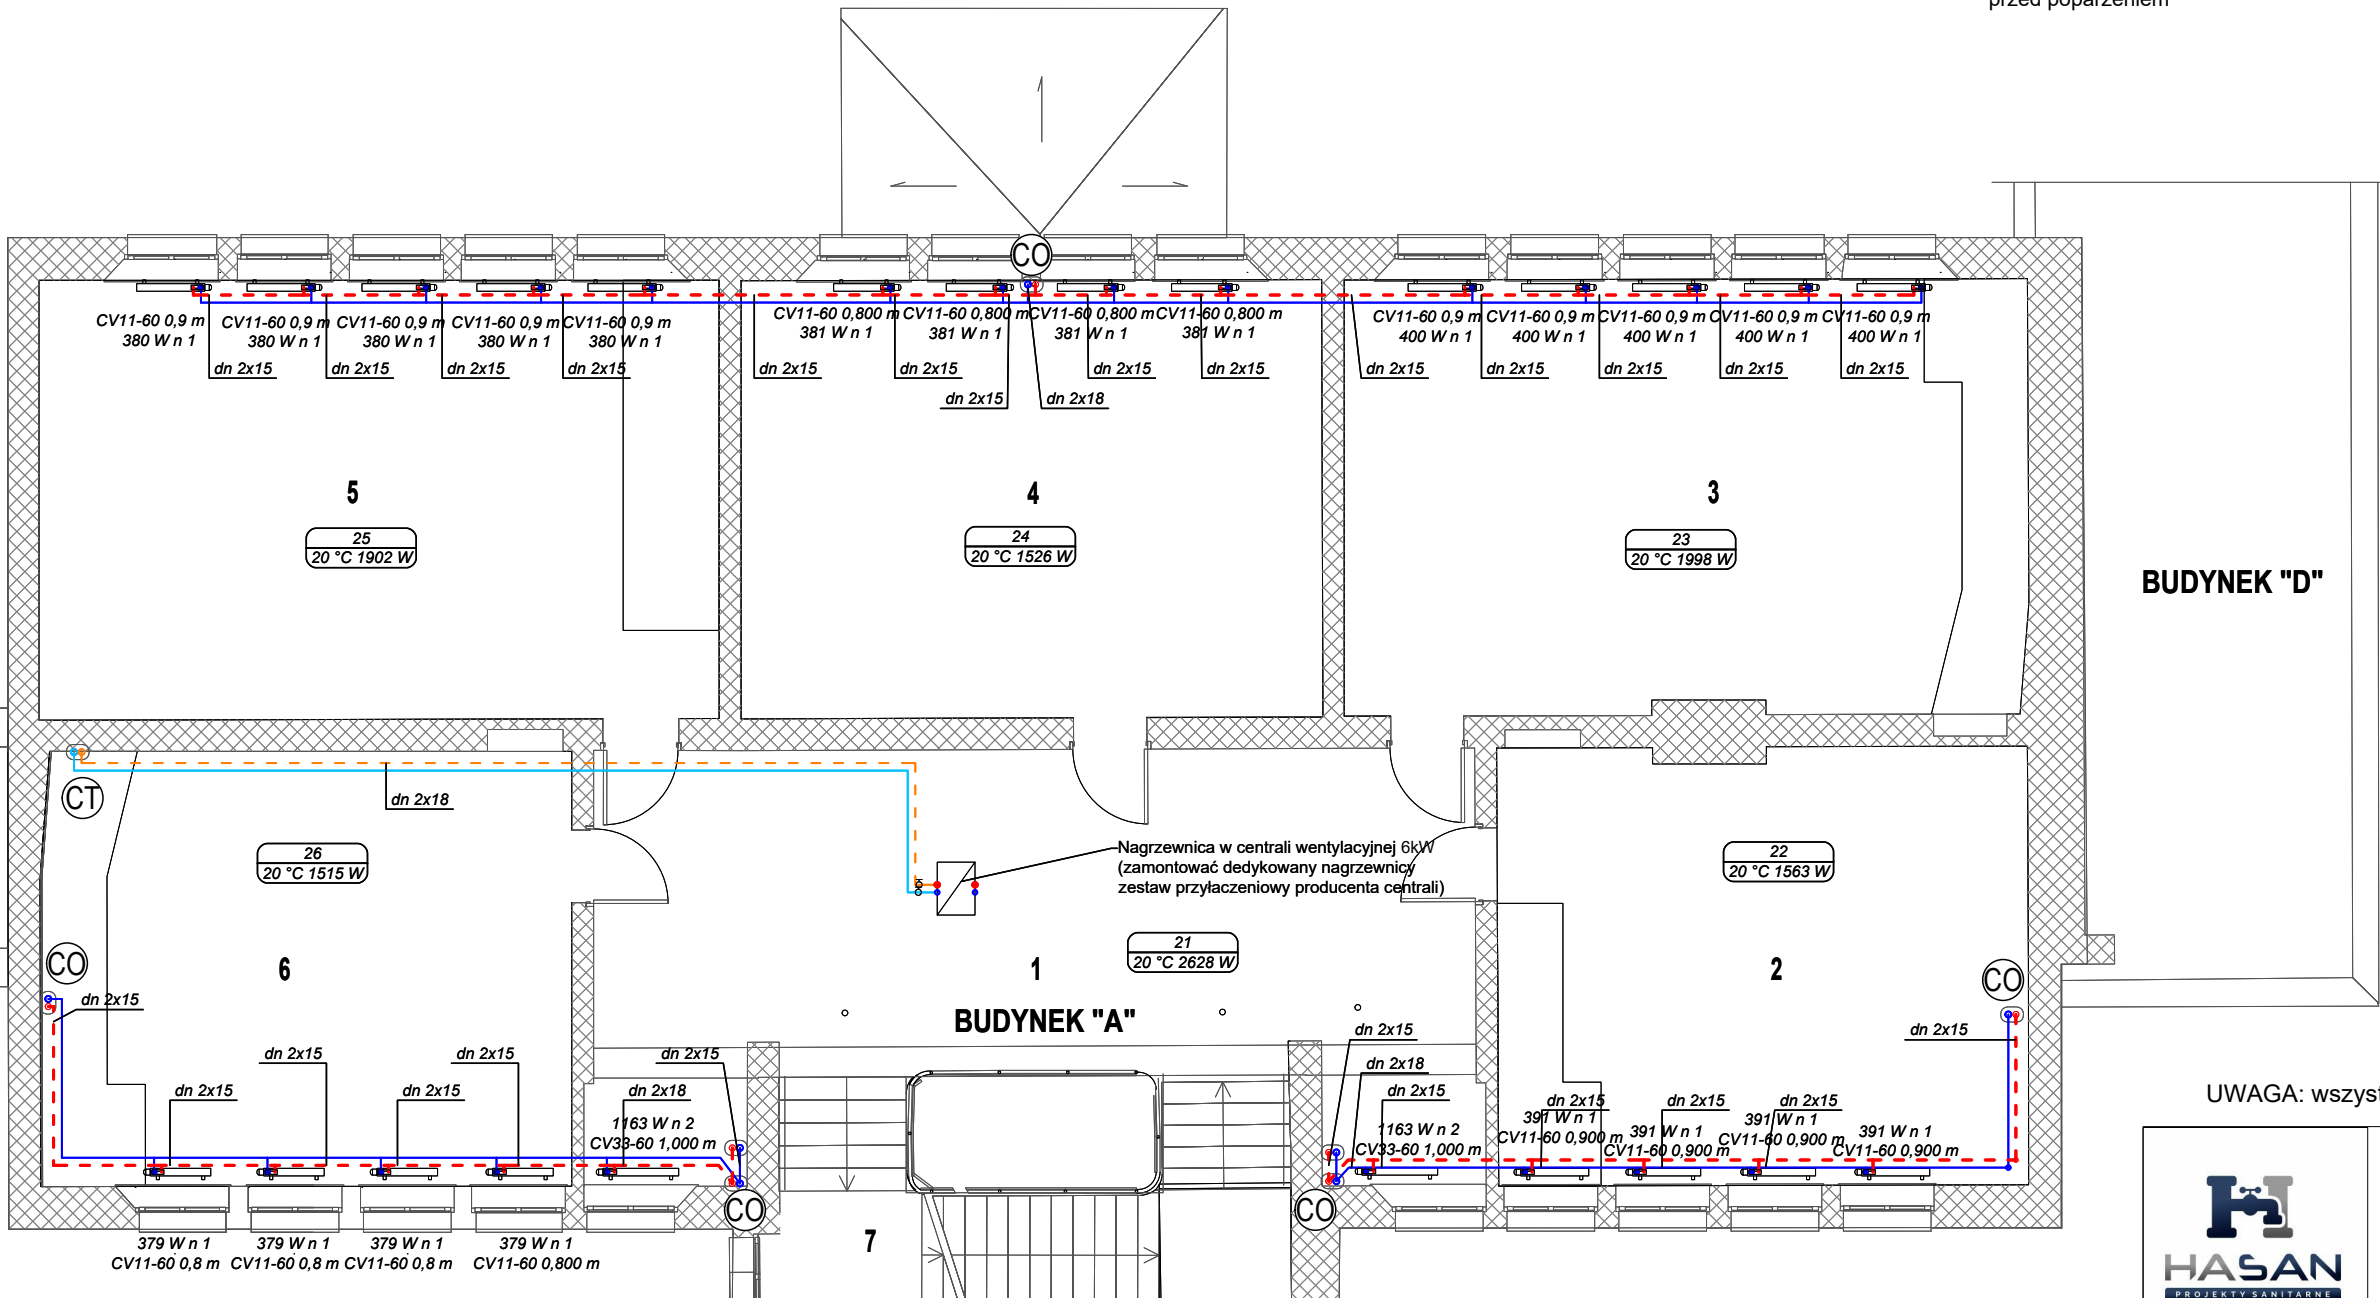 przed poparzeniem
CO
CV11-60 0,9 m
380 W n 1
CV11-60 0,9 m
380 W n 1
CV11-60 0,9 m
380 W n 1
CV11-60 0,9 m
380 W n 1
CV11-60 0,9 m
380 W n 1
CV11-60 0,800 m
381 W n 1
CV11-60 0,800 m
381 W n 1
CV11-60 0,800 m
381 W n 1
CV11-60 0,800 m
381 W n 1
CV11-60 0,9 m
400 W n 1
CV11-60 0,9 m
400 W n 1
CV11-60 0,9 m
400 W n 1
CV11-60 0,9 m
400 W n 1
CV11-60 0,9 m
400 W n 1
dn 2x15
dn 2x15
dn 2x15
dn 2x15
dn 2x15
dn 2x15
dn 2x15
dn 2x15
dn 2x15
dn 2x15
dn 2x15
dn 2x15
dn 2x15
dn 2x15
dn 2x18
5
25
20 °C 1902 W
4
24
20 °C 1526 W
3
23
20 °C 1998 W
BUDYNEK "D"
CT
dn 2x18
26
20 °C 1515 W
Nagrzewnica w centrali wentylacyjnej 6kW
(zamontować dedykowany nagrzewnicy
zestaw przyłaczeniowy producenta centrali)
22
20 °C 1563 W
21
20 °C 2628 W
CO
6
1
2
CO
BUDYNEK "A"
dn 2x15
dn 2x15
dn 2x15
dn 2x15
dn 2x15
dn 2x15
dn 2x15
dn 2x15
dn 2x18
1163 W n 2
CV33-60 1,000 m
dn 2x15
dn 2x18
dn 2x15
1163 W n 2
CV33-60 1,000 m
dn 2x15
391 W n 1
CV11-60 0,900 m
dn 2x15
391 W n 1
CV11-60 0,900 m
dn 2x15
391 W n 1
CV11-60 0,900 m
391 W n 1
CV11-60 0,900 m
UWAGA: wszyst
CO
CO
7
379 W n 1
CV11-60 0,8 m
379 W n 1
CV11-60 0,8 m
379 W n 1
CV11-60 0,8 m
379 W n 1
CV11-60 0,800 m
HASAN
PROJEKTY SANITARNE